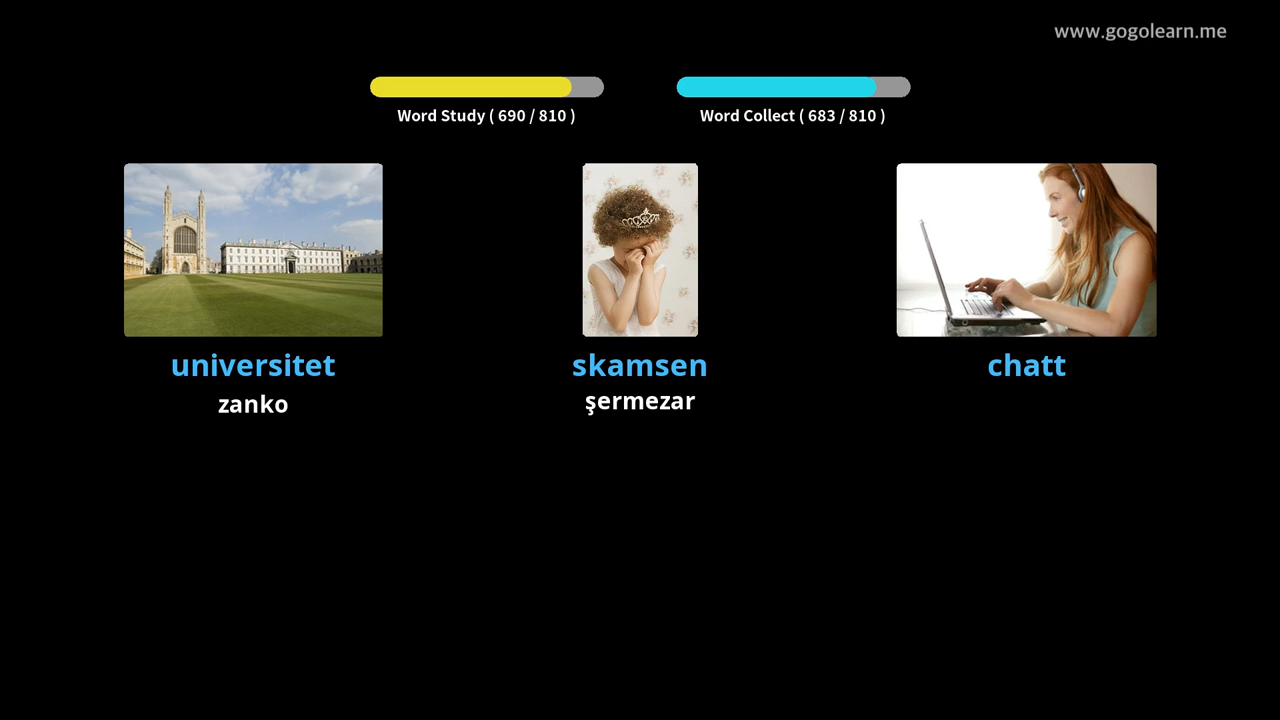 www.gogolearn.me
Word Study ( 690 / 810 )
Word Collect ( 683 / 810 )
universitet
skamsen
chatt
zanko
şermezar